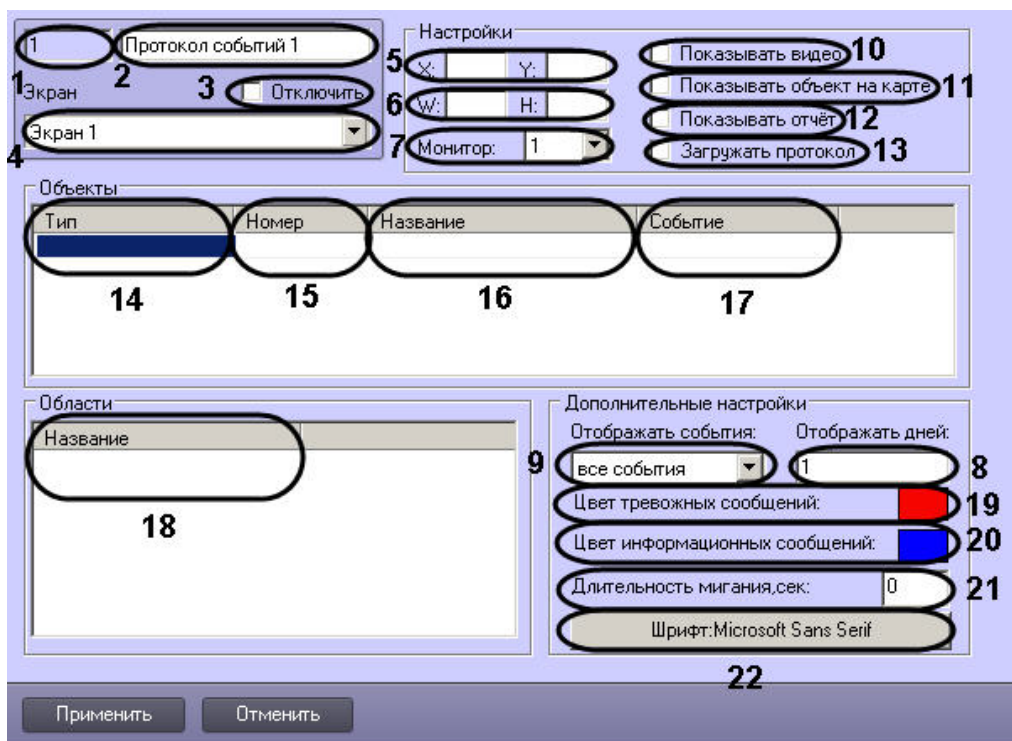 1 Протокол событий 1
1 2
Экран 3 Отключить
Экран 1
4
Настройки
5 X: Y:
6 W: H:
7 Монитор: 1
Показывать видео 10
Показывать объект на карте 11
Показывать отчёт 12
Загружать протокол 13
Объекты
Тип Номер Название Событие
14 15 16 17
Области
Название
18
Дополнительные настройки
Отображать события: Отображать дней:
9 все события 1 8
Цвет тревожных сообщений: 19
Цвет информационных сообщений: 20
Длительность мигания,сек: 0 21
Шрифт:Microsoft Sans Serif
22
Применить Отменить